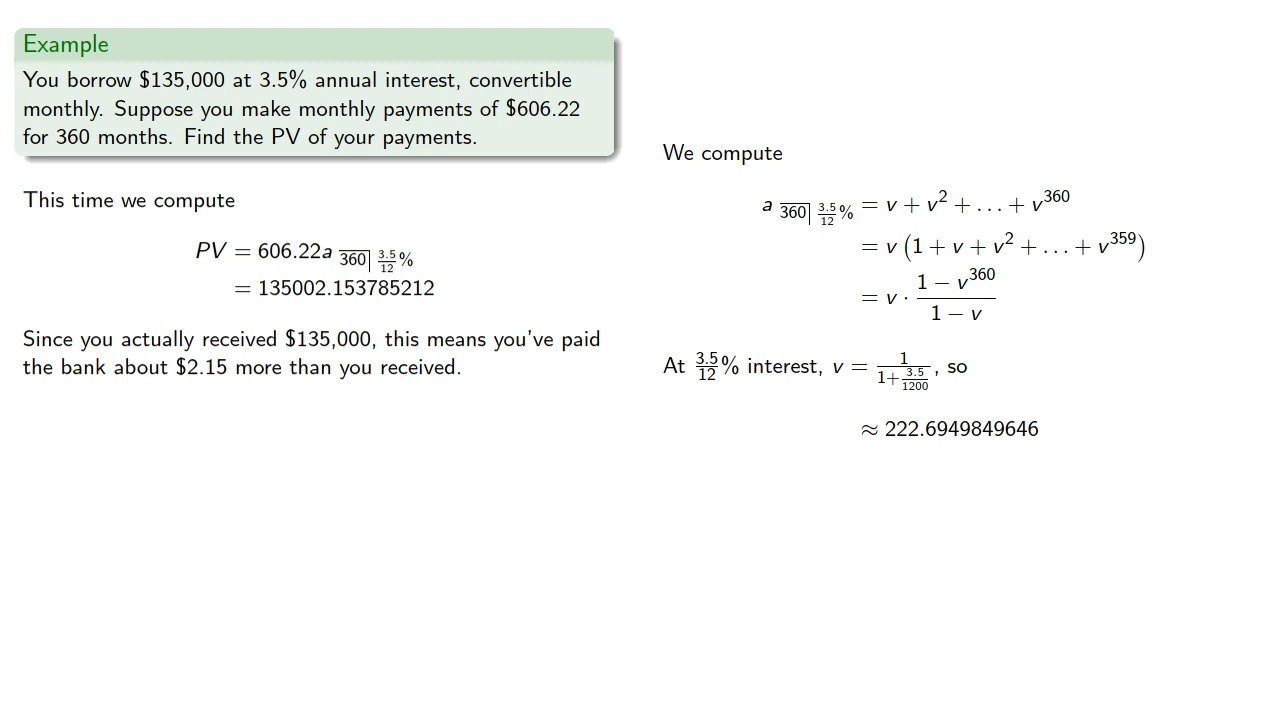 Example
You borrow $135,000 at 3.5% annual interest, convertible
monthly. Suppose you make monthly payments of $606.22
for 360 months. Find the PV of your payments.
This time we compute
PV = 606.22a 360| 3.5/12%
= 135002.153785212
Since you actually received $135,000, this means you've paid
the bank about $2.15 more than you received.
We compute
a 360| 3.5/12% = v + v^2 + ... + v^360
= v (1 + v + v^2 + ... + v^359)
= v · (1 − v^360)/(1 − v)
At 3.5/12% interest, v = 1/(1+3.5/1200), so
≈ 222.6949849646